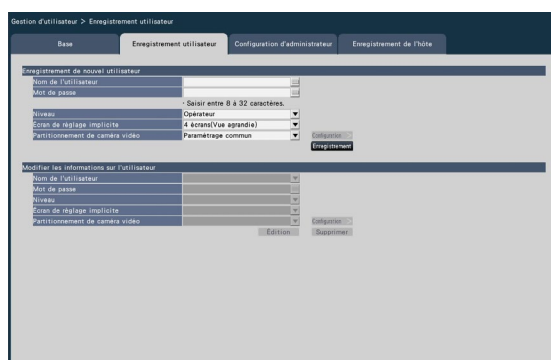 Gestion d'utilisateur > Enregistrement utilisateur
Base Enregistrement utilisateur Configuration d'administrateur Enregistrement de l'hôte
Enregistrement de nouvel utilisateur
Nom de l'utilisateur
Mot de passe
· Saisir entre 8 à 32 caractères.
Niveau Opérateur
Écran de réglage implicite 4 écrans(Vue agrandie)
Partitionnement de caméra vidéo Paramétrage commun Configuration
Enregistrement
Modifier les informations sur l'utilisateur
Nom de l'utilisateur
Mot de passe
Niveau
Écran de réglage implicite
Partitionnement de caméra vidéo Configuration
Edition Supprimer